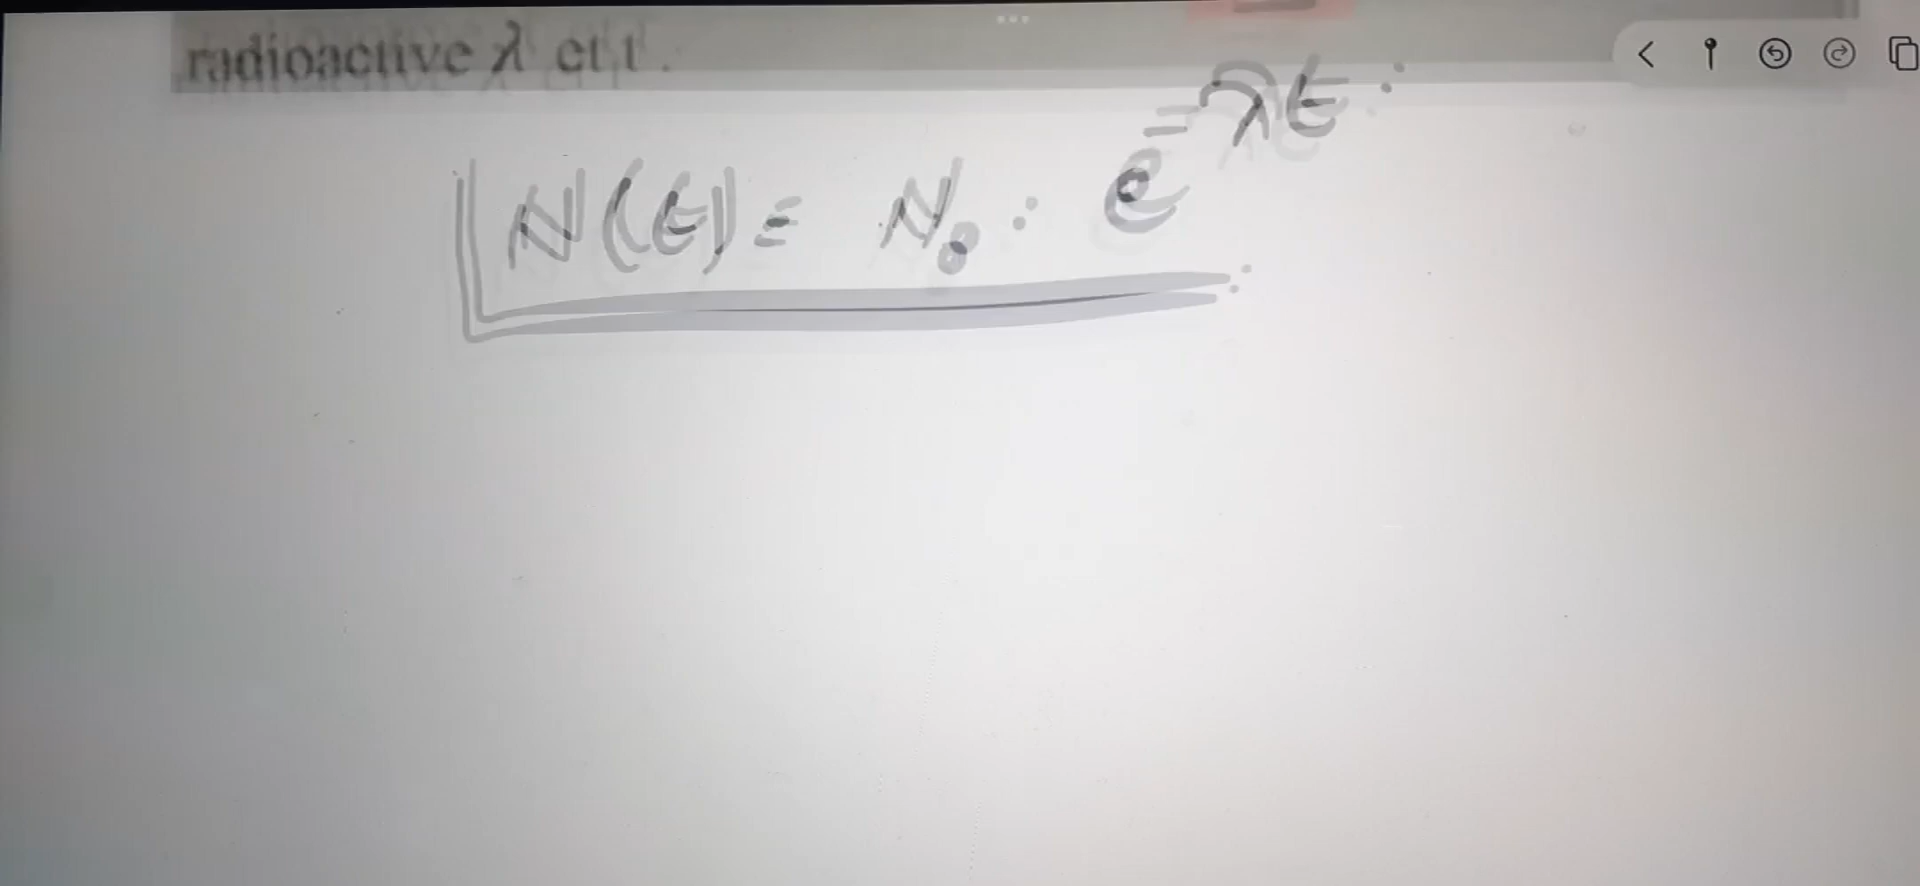 radioactive λ et t .
N(t) = N₀ . e^-λt .